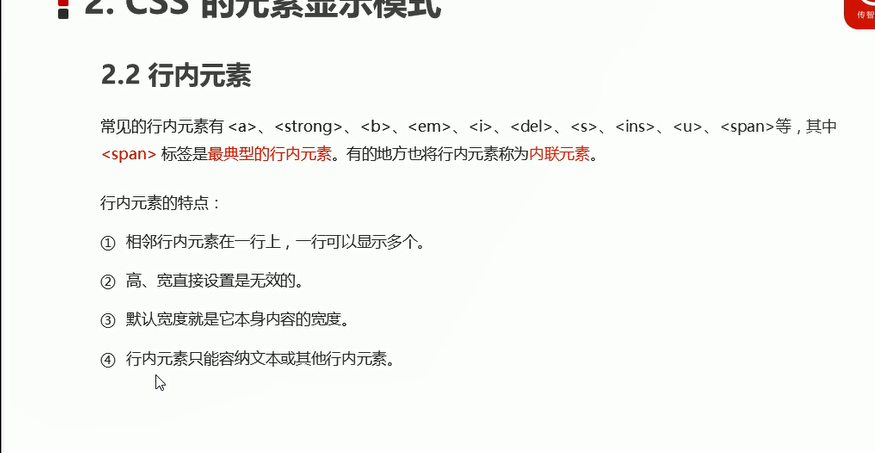 2. CSS 的元素显示模式
传智
2.2 行内元素
常见的行内元素有 <a>、<strong>、<b>、<em>、<i>、<del>、<s>、<ins>、<u>、<span>等，其中
<span> 标签是最典型的行内元素。有的地方也将行内元素称为内联元素。
行内元素的特点：
① 相邻行内元素在一行上，一行可以显示多个。
② 高、宽直接设置是无效的。
③ 默认宽度就是它本身内容的宽度。
④ 行内元素只能容纳文本或其他行内元素。